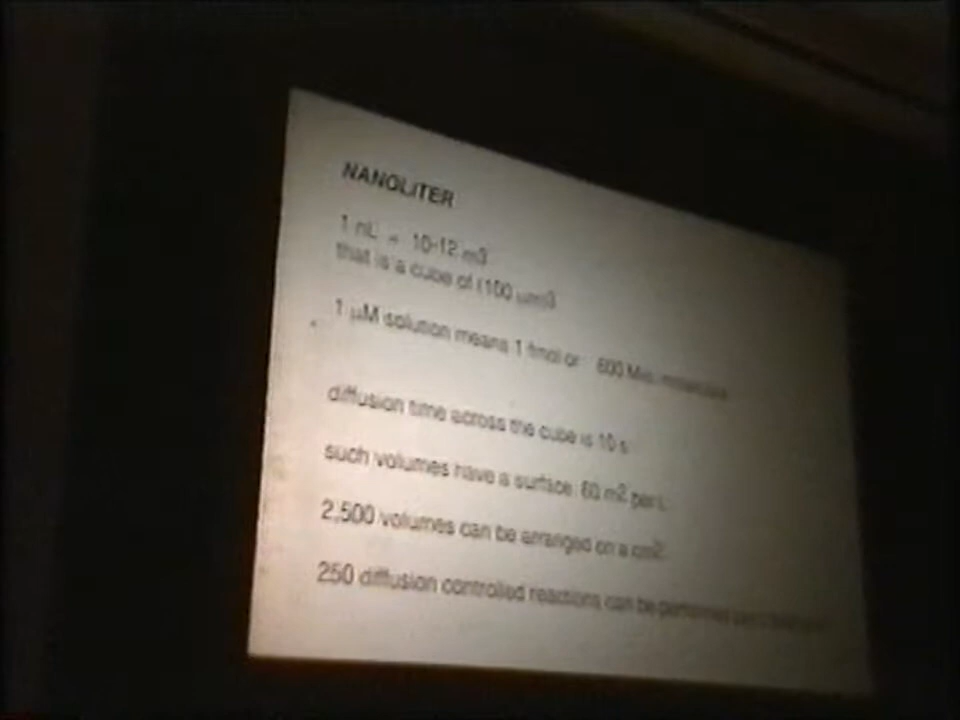 NANOLITER
1 nL = 10-12 m3
that is a cube of (100 μm)3
1 μM solution means 1 fmol or 600 Mio. molecules
diffusion time across the cube is 10 s
such volumes have a surface 60 m2 per L
2,500 volumes can be arranged on a cm2
250 diffusion controlled reactions can be performed